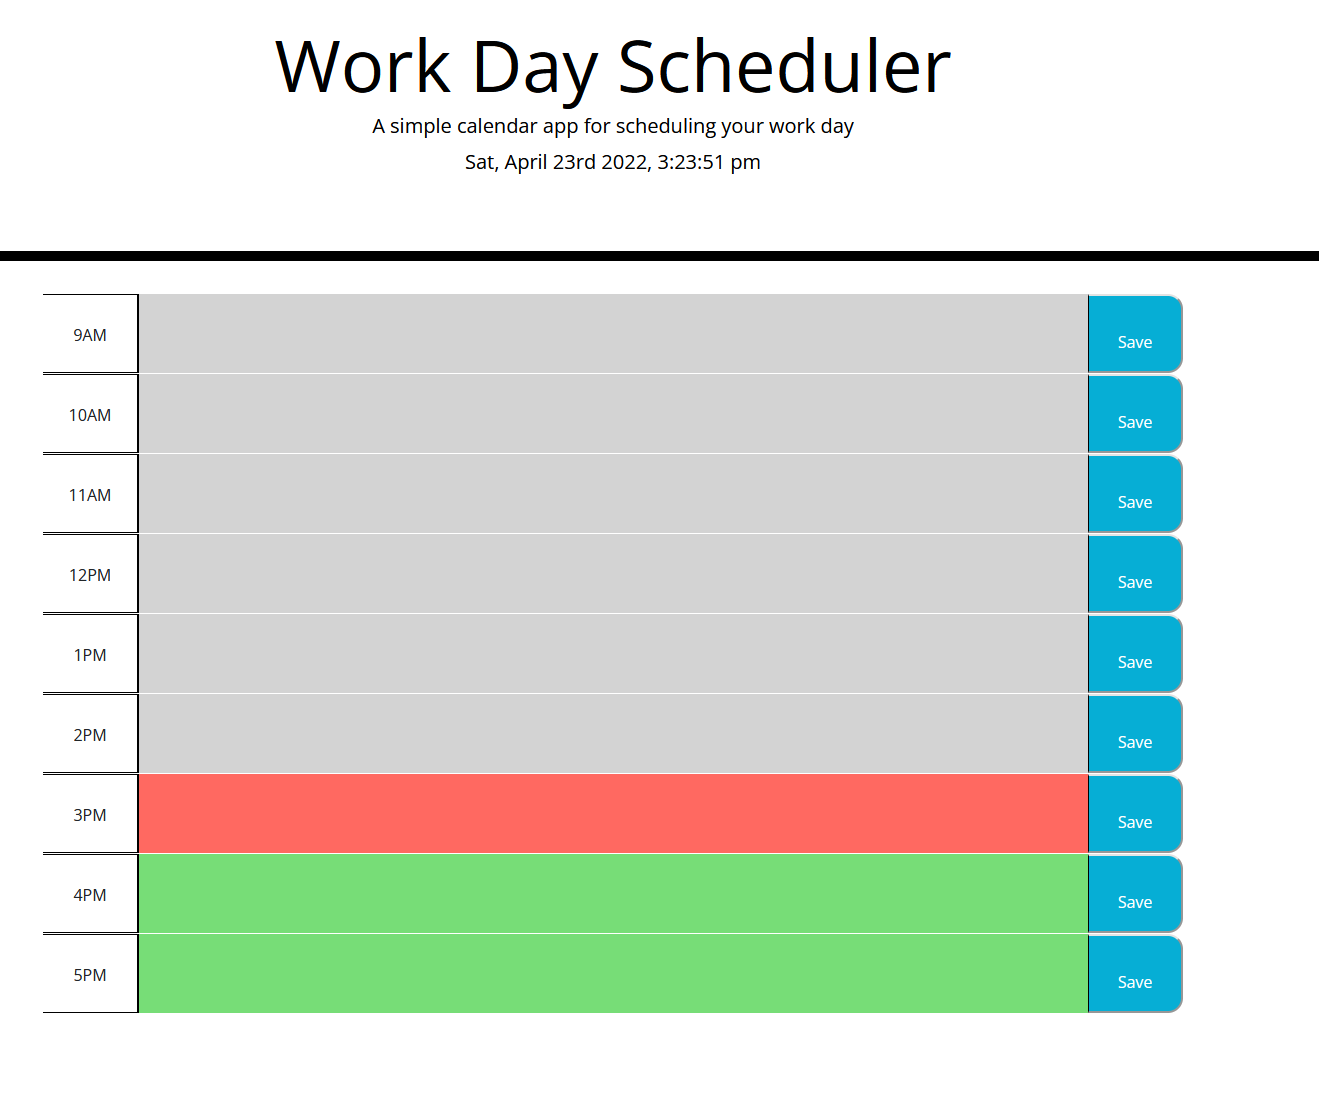 Work Day Scheduler
A simple calendar app for scheduling your work day
Sat, April 23rd 2022, 3:23:51 pm
9AM Save
10AM Save
11AM Save
12PM Save
1PM Save
2PM Save
3PM Save
4PM Save
5PM Save